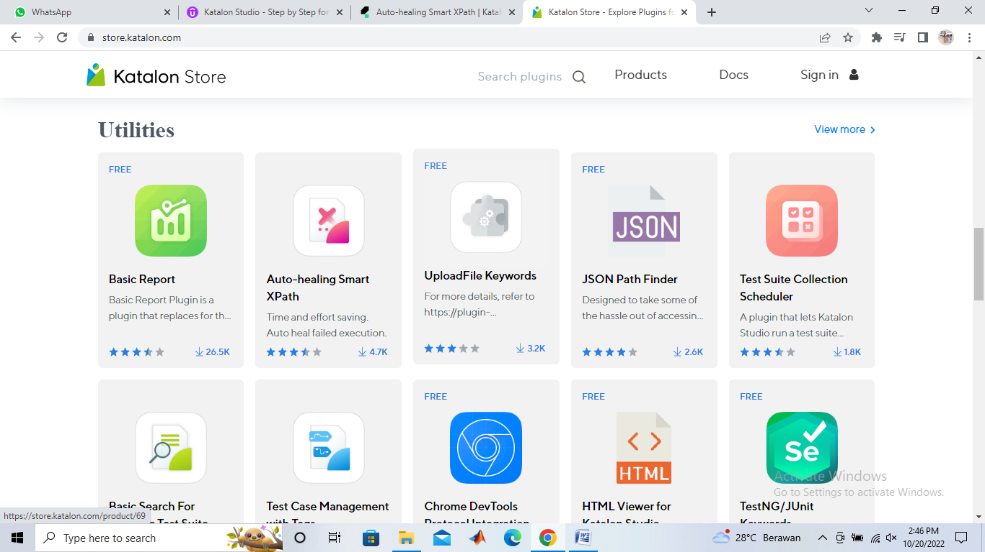 WhatsApp
Katalon Studio - Step by Step for
Auto-healing Smart XPath | Katal
Katalon Store - Explore Plugins fo
store.katalon.com
Katalon Store
Search plugins
Products
Docs
Sign in
Utilities
View more
FREE
Basic Report
Basic Report Plugin is a
plugin that replaces for th...
26.5K
Auto-healing Smart
XPath
Time and effort saving.
Auto heal failed execution.
4.7K
FREE
UploadFile Keywords
For more details, refer to
https://plugin-...
3.2K
FREE
JSON
JSON Path Finder
Designed to take some of
the hassle out of accessin...
2.6K
Test Suite Collection
Scheduler
A plugin that lets Katalon
Studio run a test suite...
1.8K
Basic Search For
Test Case Management
with Tags
FREE
Chrome DevTools
Protocol Integration
FREE
HTML
HTML Viewer for
Katalon Studio
FREE
Se
TestNG/JUnit
Keywords
Activate Windows
Go to Settings to activate Windows.
https://store.katalon.com/product/69
Type here to search
28°C Berawan
2:46 PM
10/20/2022